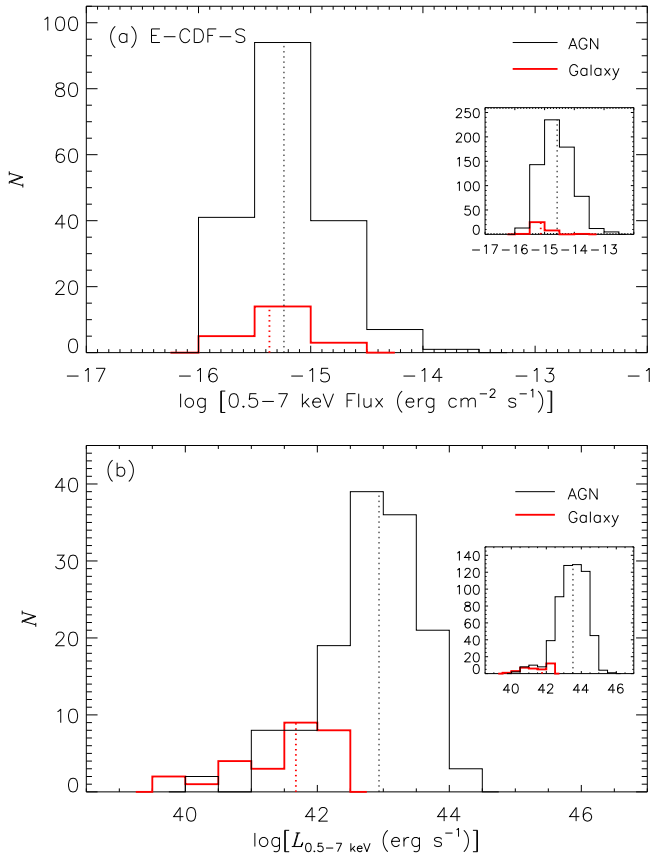 (a) E-CDF-S
AGN
Galaxy
100
80
60
40
20
0
N
250
200
150
100
50
0
−17 −16 −15 −14 −13
−17 −16 −15 −14 −13 −1
log [0.5−7 keV Flux (erg cm⁻² s⁻¹)]
(b)
AGN
Galaxy
40
30
20
10
0
N
140
120
100
80
60
40
20
0
40 42 44 46
40 42 44 46
log[L₀.₅₋₇ keV (erg s⁻¹)]